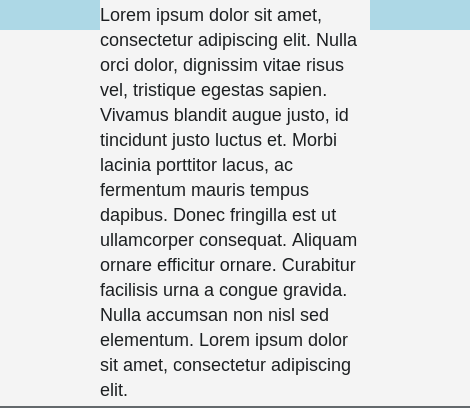 Lorem ipsum dolor sit amet,
consectetur adipiscing elit. Nulla
orci dolor, dignissim vitae risus
vel, tristique egestas sapien.
Vivamus blandit augue justo, id
tincidunt justo luctus et. Morbi
lacinia porttitor lacus, ac
fermentum mauris tempus
dapibus. Donec fringilla est ut
ullamcorper consequat. Aliquam
ornare efficitur ornare. Curabitur
facilisis urna a congue gravida.
Nulla accumsan non nisl sed
elementum. Lorem ipsum dolor
sit amet, consectetur adipiscing
elit.